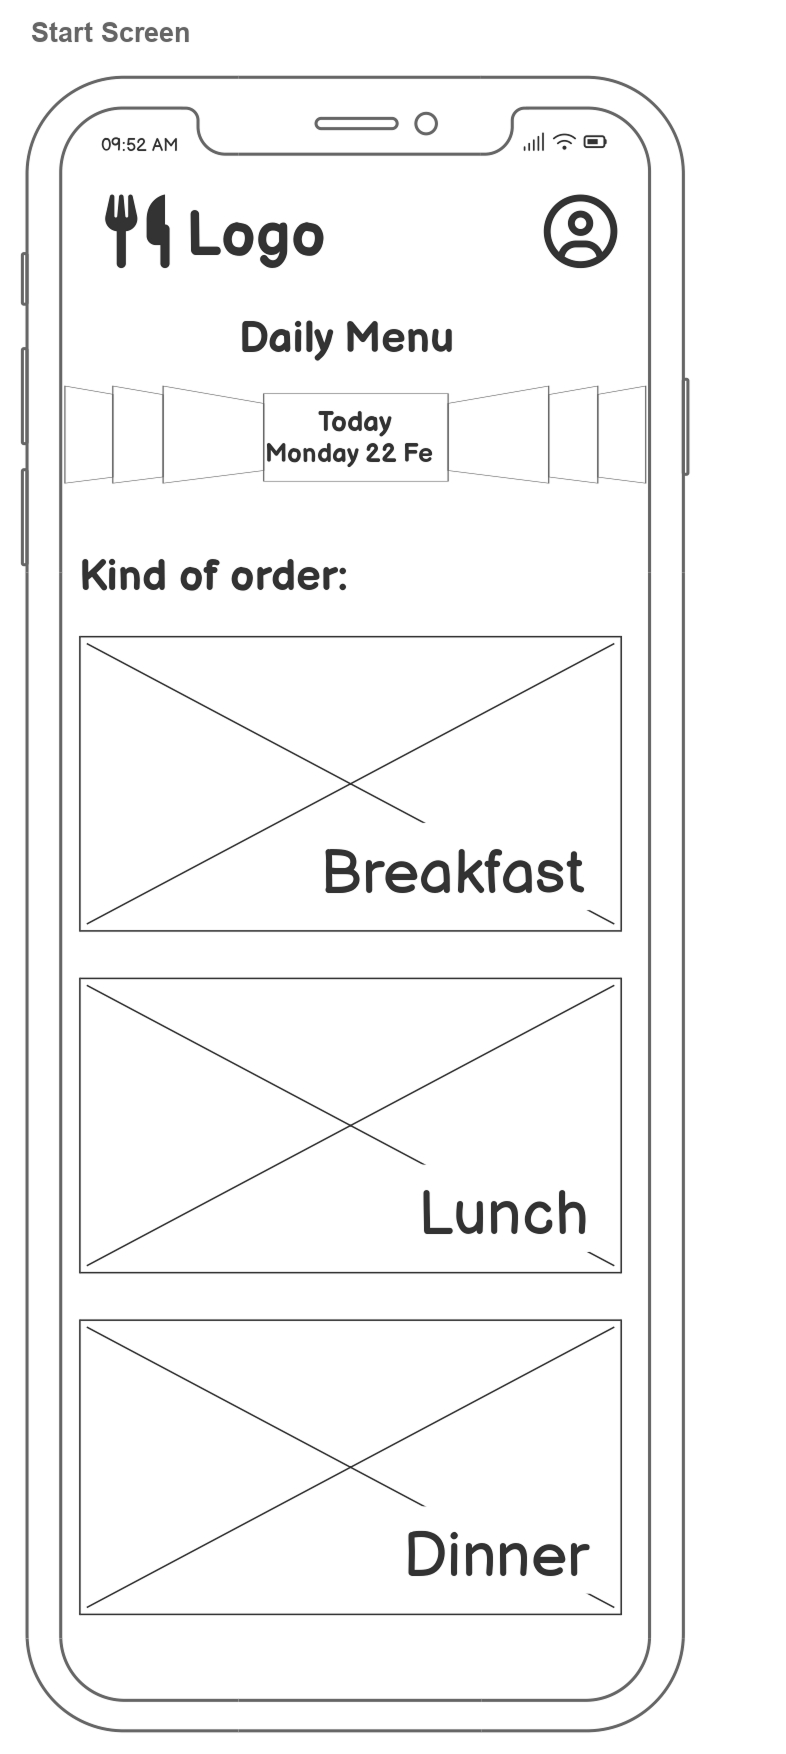 Start Screen
09:52 AM
Logo
Daily Menu
Today
Monday 22 Fe
Kind of order:
Breakfast
Lunch
Dinner